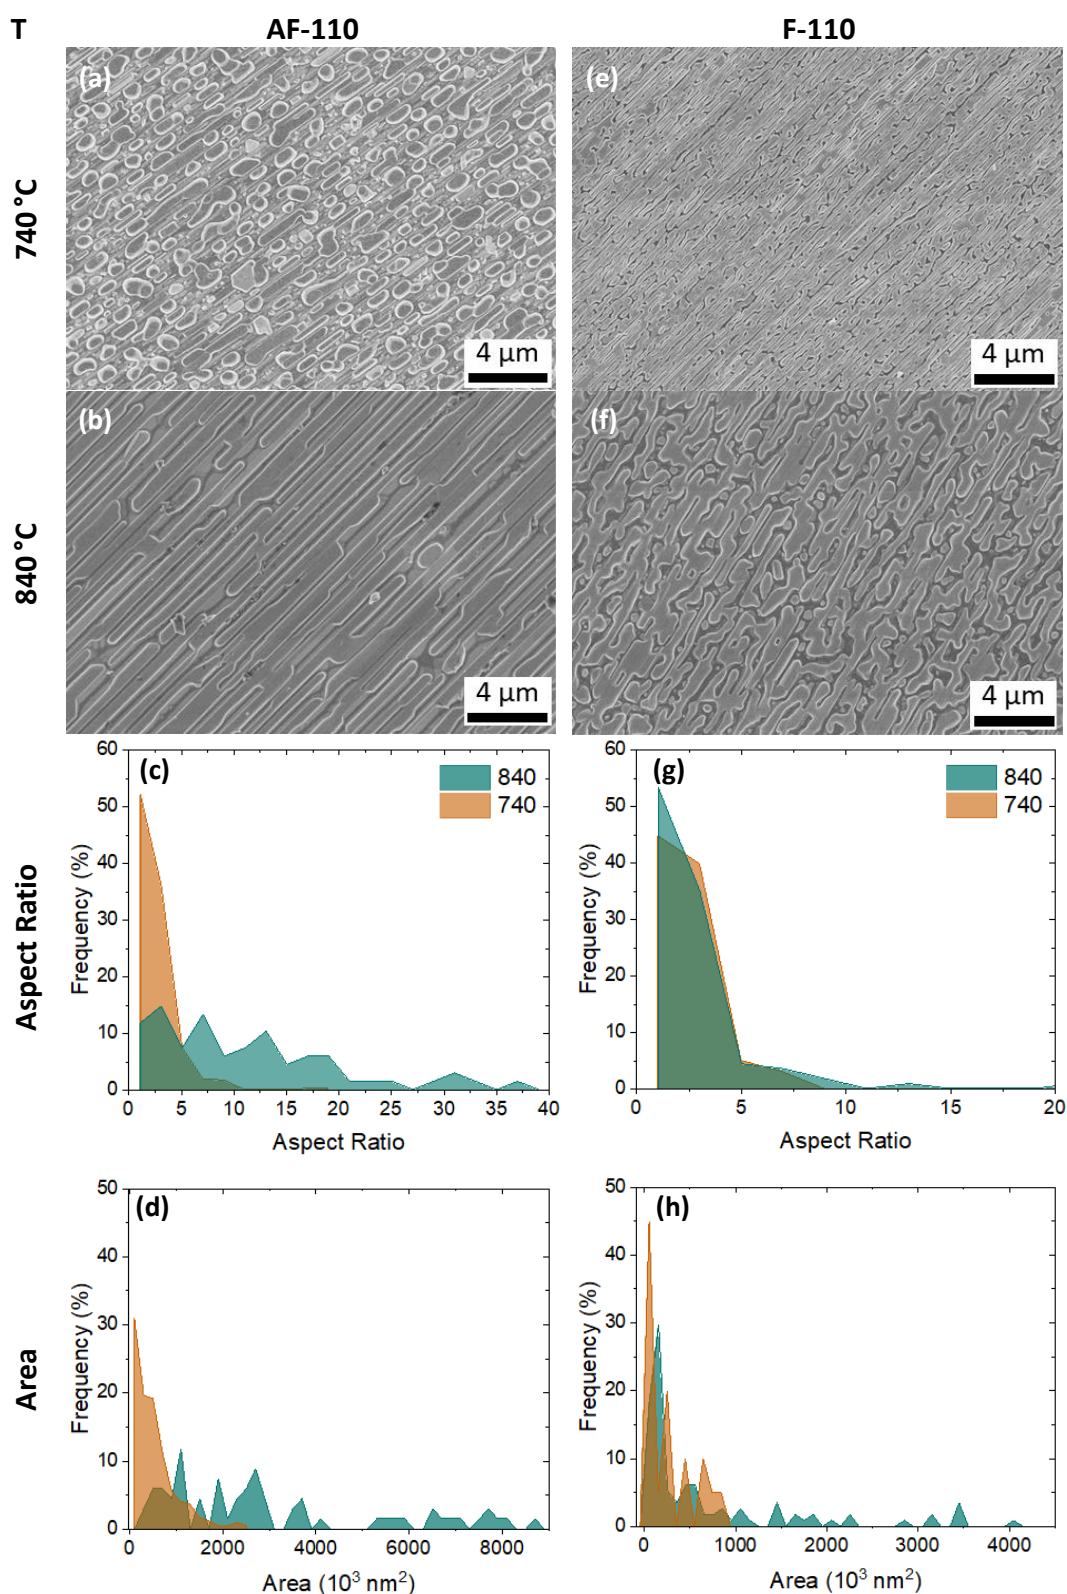 T AF-110 F-110
740 °C
(a) (e)
4 µm 4 µm
840 °C
(b) (f)
4 µm 4 µm
Aspect Ratio
(c) (g)
840 840
740 740
Frequency (%) Frequency (%)
60 50 40 30 20 10 0
60 50 40 30 20 10 0
0 5 10 15 20 25 30 35 40
0 5 10 15 20
Aspect Ratio Aspect Ratio
Area
(d) (h)
Frequency (%) Frequency (%)
50 40 30 20 10 0
50 40 30 20 10 0
0 2000 4000 6000 8000
0 1000 2000 3000 4000
Area (10³ nm²) Area (10³ nm²)